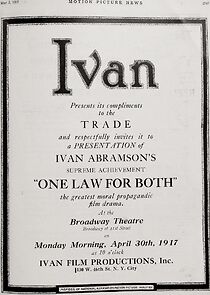 MOTION PICTURE NEWS
Ivan
Presents its compliments
to the
TRADE
and respectfully invites it to
a PRESENTATION of
IVAN ABRAMSON'S
SUPREME ACHIEVEMENT
"ONE LAW FOR BOTH"
the greatest moral propagandic
film drama.
At the
Broadway Theatre
Broadway at 41st Street
on
Monday Morning, April 30th, 1917
at 10 o'clock
IVAN FILM PRODUCTIONS, Inc.
130 W. 46th St. N. Y. City